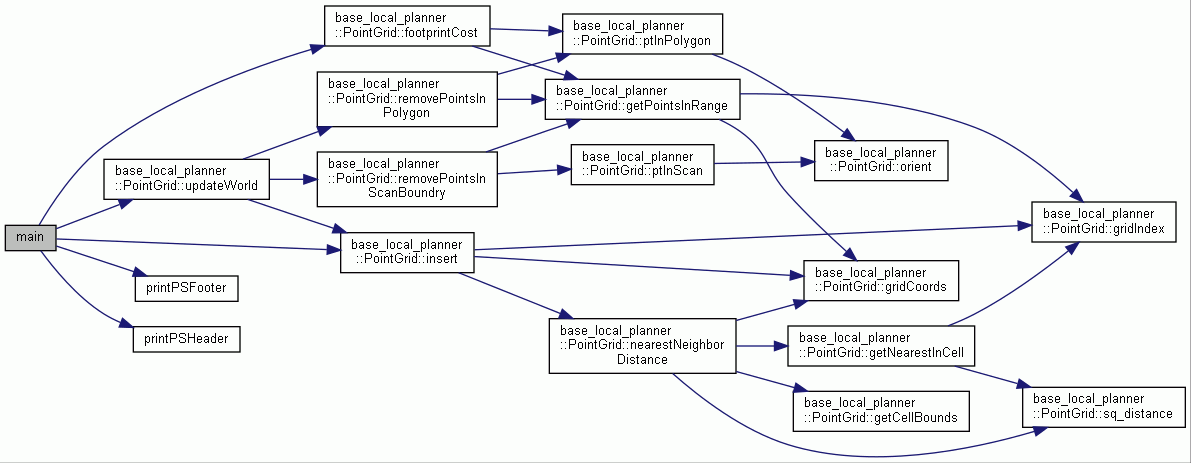 main
base_local_planner
::PointGrid::footprintCost
base_local_planner
::PointGrid::removePointsIn
Polygon
base_local_planner
::PointGrid::updateWorld
base_local_planner
::PointGrid::removePointsIn
ScanBoundry
base_local_planner
::PointGrid::insert
printPSFooter
printPSHeader
base_local_planner
::PointGrid::ptInPolygon
base_local_planner
::PointGrid::getPointsInRange
base_local_planner
::PointGrid::ptInScan
base_local_planner
::PointGrid::nearestNeighbor
Distance
base_local_planner
::PointGrid::orient
base_local_planner
::PointGrid::gridCoords
base_local_planner
::PointGrid::getNearestInCell
base_local_planner
::PointGrid::getCellBounds
base_local_planner
::PointGrid::gridIndex
base_local_planner
::PointGrid::sq_distance